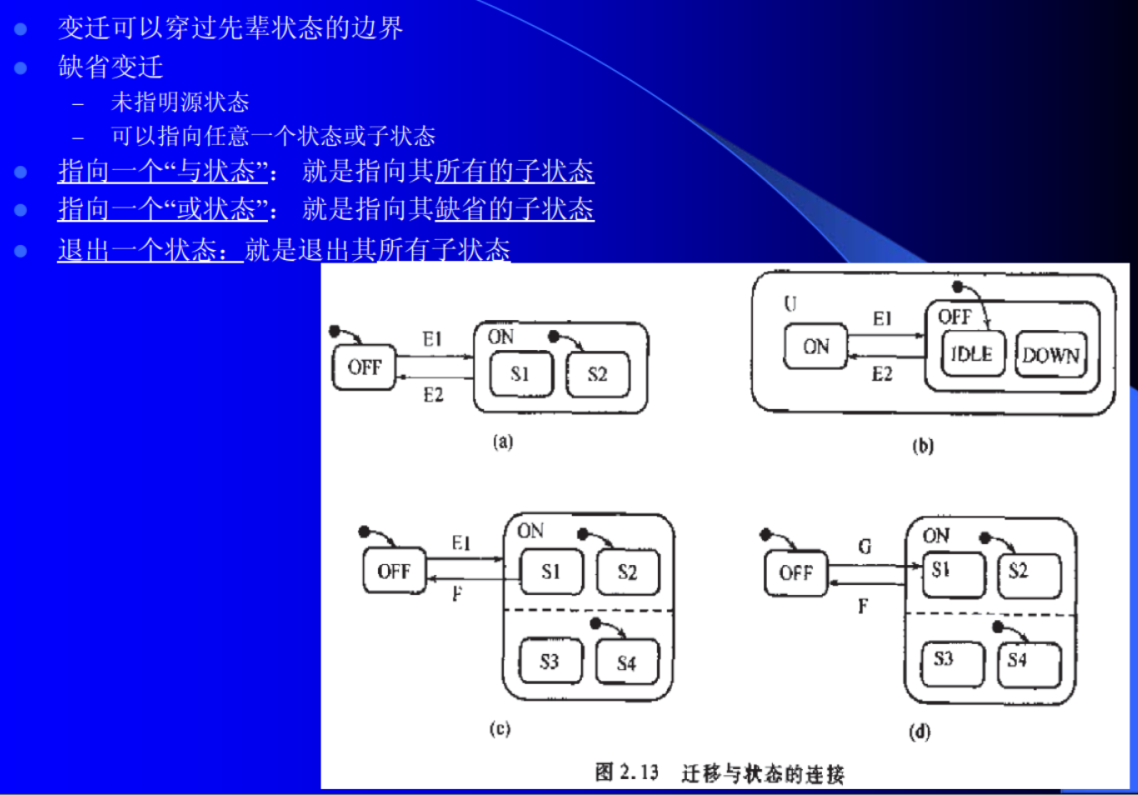 变迁可以穿过先辈状态的边界
缺省变迁
– 未指明源状态
– 可以指向任意一个状态或子状态
指向一个“与状态”： 就是指向其所有的子状态
指向一个“或状态”： 就是指向其缺省的子状态
退出一个状态：就是退出其所有子状态
OFF
E1
E2
ON
S1
S2
(a)
U
ON
E1
E2
OFF
IDLE
DOWN
(b)
OFF
E1
F
ON
S1
S2
S3
S4
(c)
OFF
G
F
ON
S1
S2
S3
S4
(d)
图 2.13 迁移与状态的连接